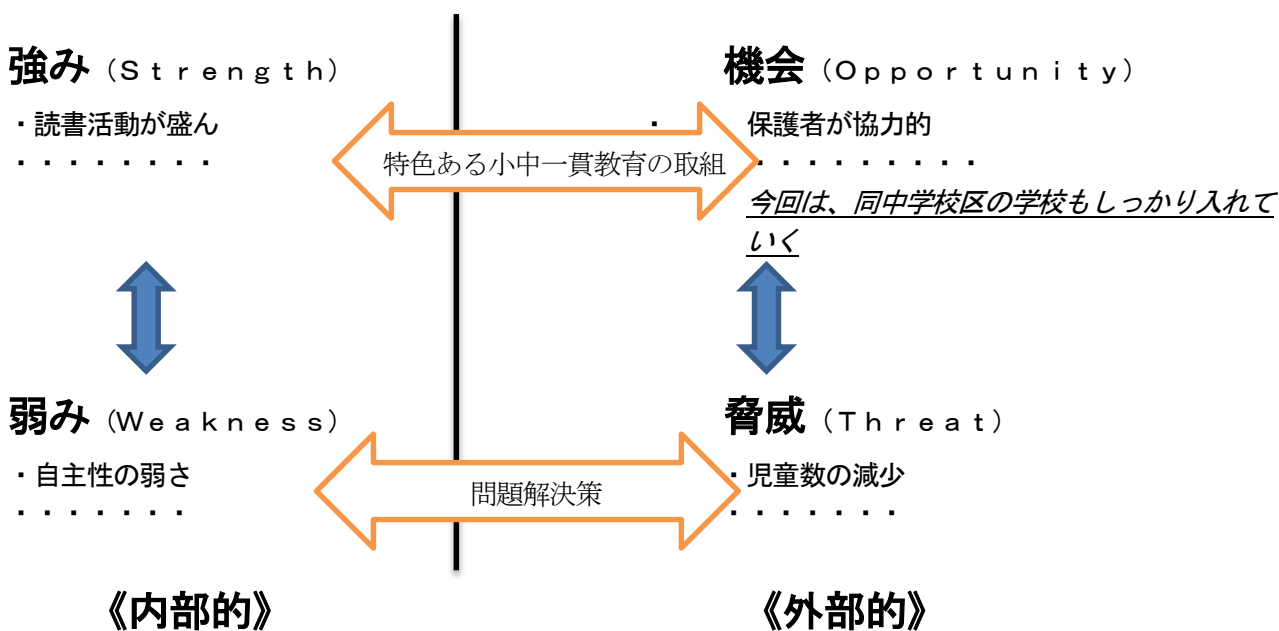 強み（Ｓｔｒｅｎｇｔｈ）
・読書活動が盛ん
・・・・・・・・
特色ある小中一貫教育の取組
機会（Ｏｐｐｏｒｔｕｎｉｔｙ）
・保護者が協力的
・・・・・・・・・
今回は、同中学校区の学校もしっかり入れて
いく
弱み（Ｗｅａｋｎｅｓｓ）
・自主性の弱さ
・・・・・・・
問題解決策
脅威（Ｔｈｒｅａｔ）
・児童数の減少
・・・・・・・
《内部的》
《外部的》